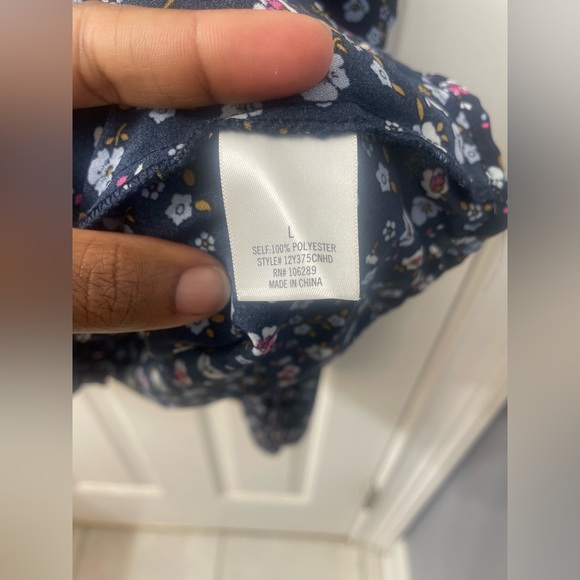 L
SELF:100% POLYESTER
STYLE# 12Y375CNHD
RN# 106289
MADE IN CHINA